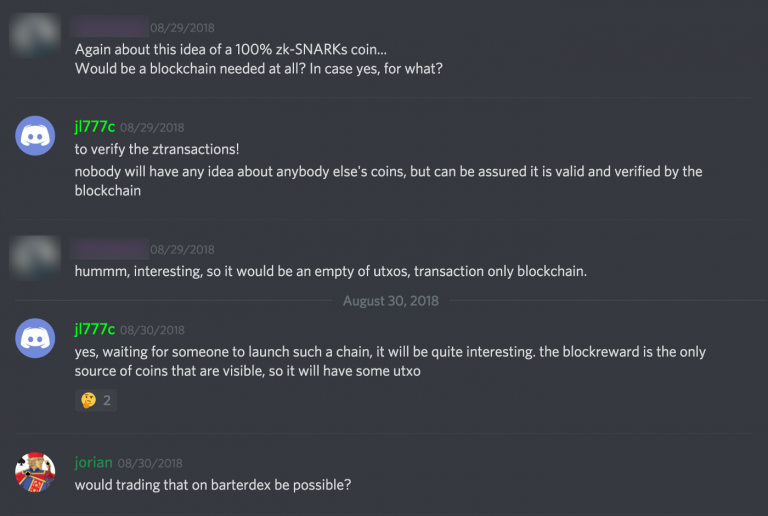 08/29/2018
Again about this idea of a 100% zk-SNARKs coin...
Would be a blockchain needed at all? In case yes, for what?
jl777c 08/29/2018
to verify the ztransactions!
nobody will have any idea about anybody else's coins, but can be assured it is valid and verified by the
blockchain
08/29/2018
hummm, interesting, so it would be an empty of utxos, transaction only blockchain.
August 30, 2018
jl777c 08/30/2018
yes, waiting for someone to launch such a chain, it will be quite interesting. the blockreward is the only
source of coins that are visible, so it will have some utxo
🤔 2
jorian 08/30/2018
would trading that on barterdex be possible?